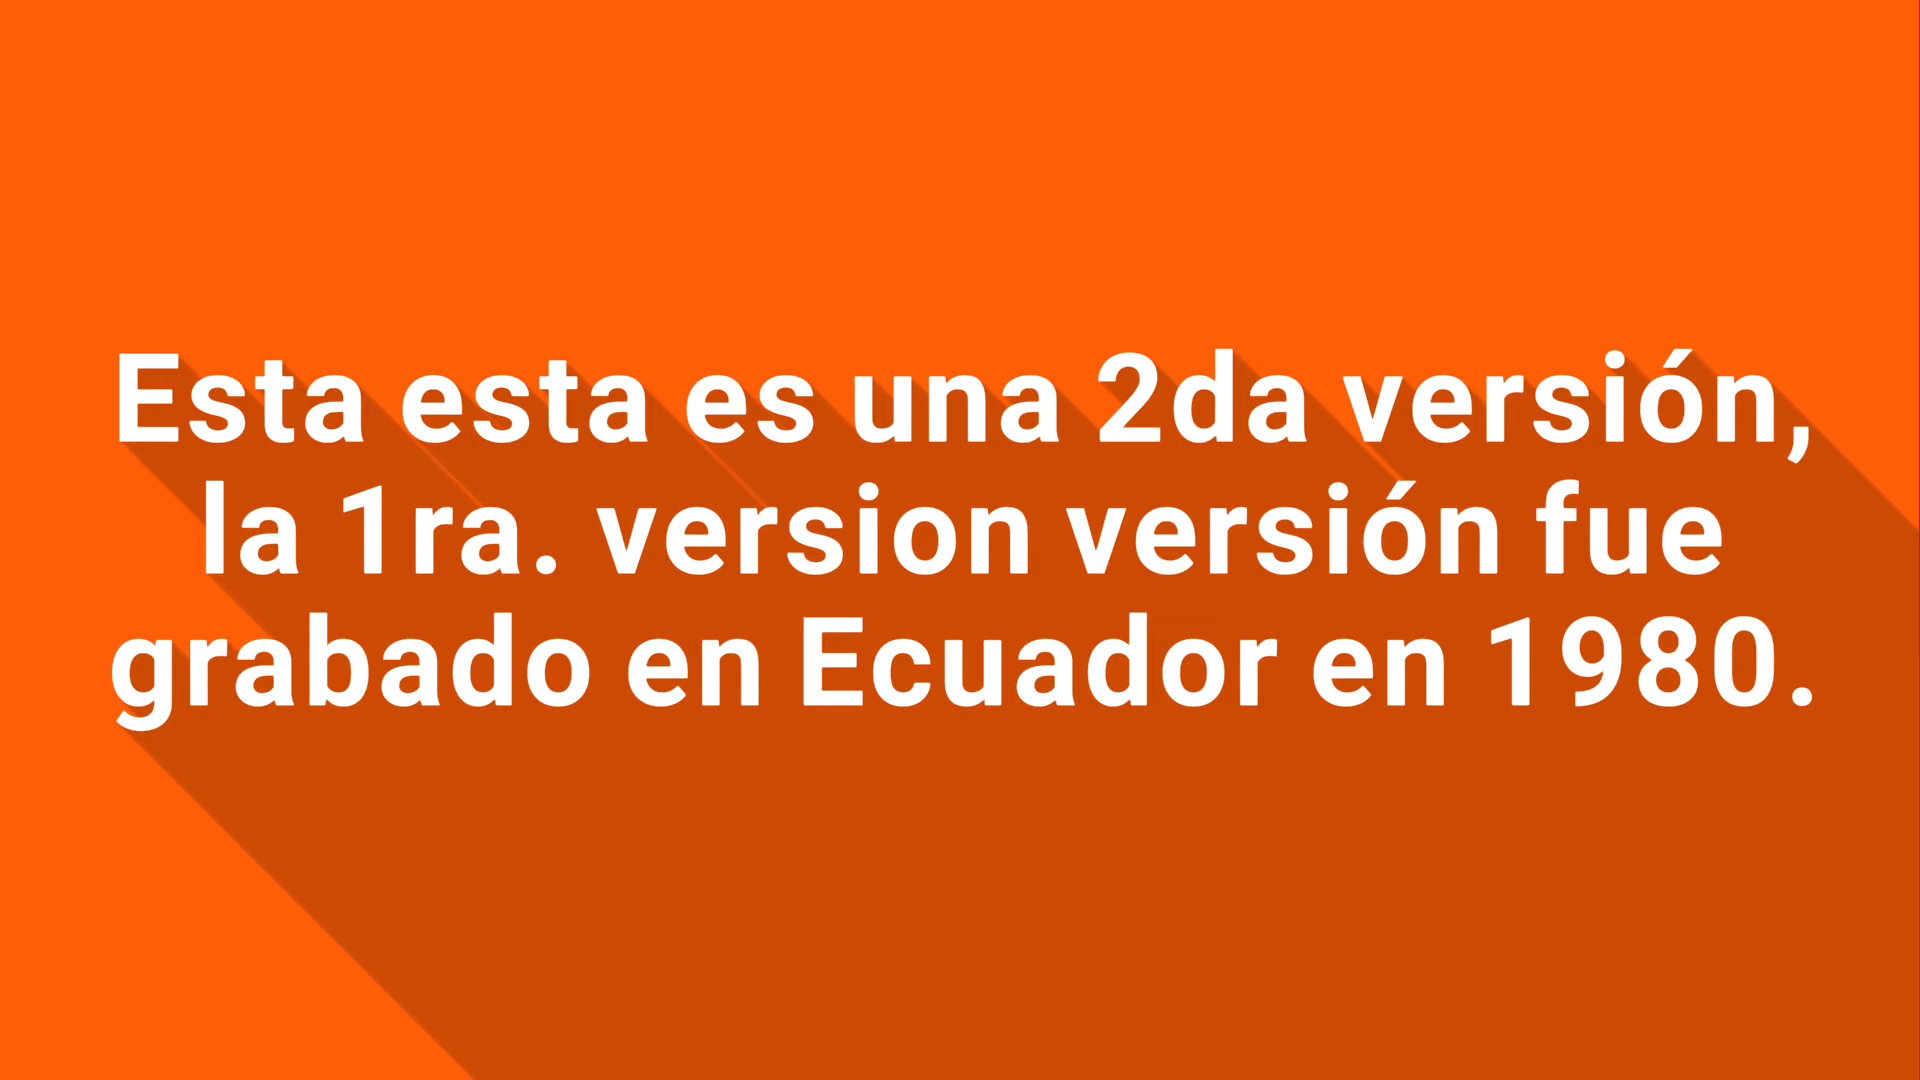 Esta esta es una 2da versión,
la 1ra. version versión fue
grabado en Ecuador en 1980.